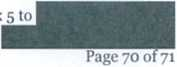 : 5 to
Page 70 of 71